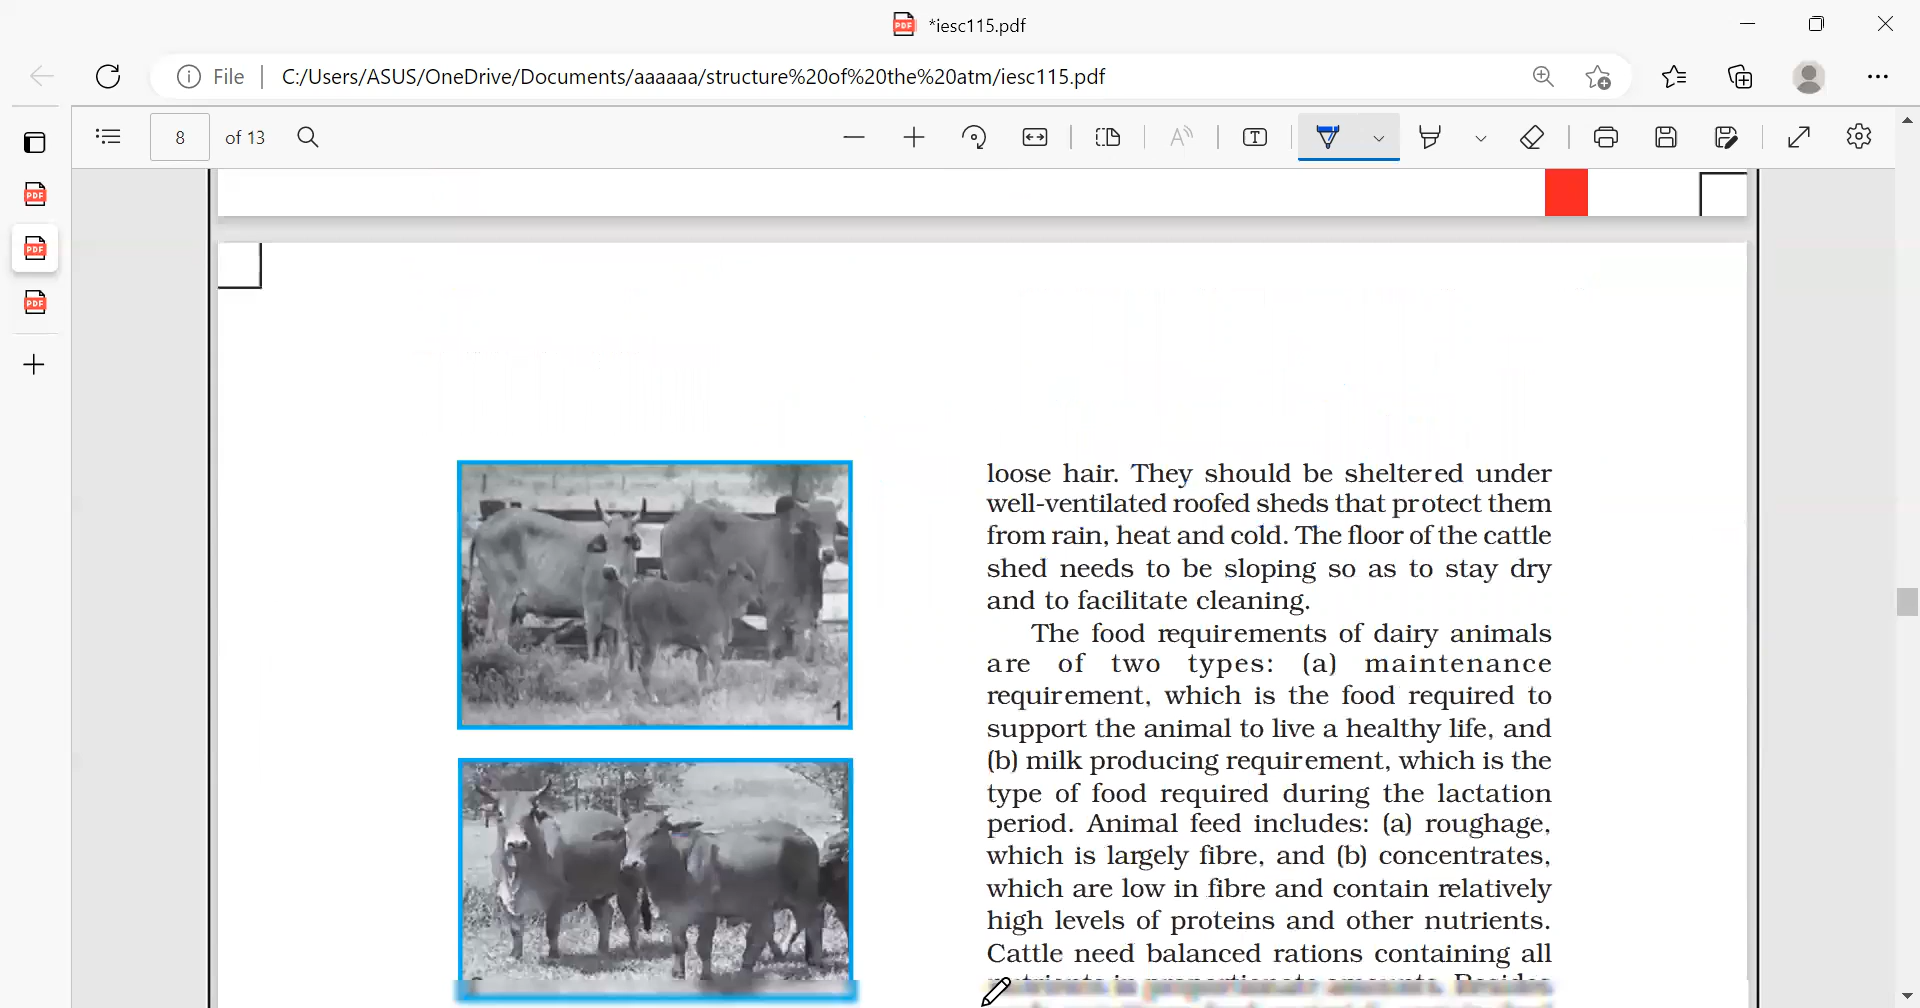 *iesc115.pdf
File C:/Users/ASUS/OneDrive/Documents/aaaaaa/structure%20of%20the%20atm/iesc115.pdf
8 of 13
loose hair. They should be sheltered under
well-ventilated roofed sheds that protect them
from rain, heat and cold. The floor of the cattle
shed needs to be sloping so as to stay dry
and to facilitate cleaning.
The food requirements of dairy animals
are of two types: (a) maintenance
requirement, which is the food required to
support the animal to live a healthy life, and
(b) milk producing requirement, which is the
type of food required during the lactation
period. Animal feed includes: (a) roughage,
which is largely fibre, and (b) concentrates,
which are low in fibre and contain relatively
high levels of proteins and other nutrients.
Cattle need balanced rations containing all
1